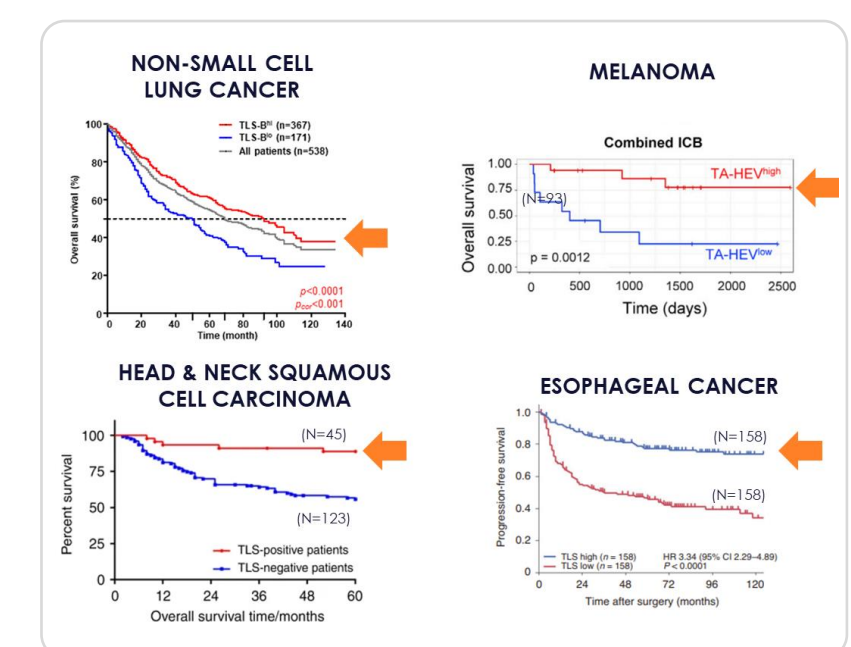 NON-SMALL CELL
LUNG CANCER
TLS-Bhi (n=367)
TLS-Blo (n=171)
All patients (n=538)
Overall survival (%)
100
80
60
40
20
0
p<0.0001
pcor<0.001
0 20 40 60 80 100 120 140
Time (month)
MELANOMA
Combined ICB
Overall survival
1.00
0.75
0.50
0.25
0.00
TA-HEVhigh
(N=93)
TA-HEVlow
p = 0.0012
0 500 1000 1500 2000 2500
Time (days)
HEAD & NECK SQUAMOUS
CELL CARCINOMA
Percent survival
100
75
50
25
0
(N=45)
(N=123)
TLS-positive patients
TLS-negative patients
0 12 24 36 48 60
Overall survival time/months
ESOPHAGEAL CANCER
Progression-free survival
1.0
0.8
0.6
0.4
0.2
0
(N=158)
(N=158)
TLS high (n = 158) HR 3.34 (95% CI 2.29–4.89)
TLS low (n = 158) P < 0.0001
0 24 48 72 96 120
Time after surgery (months)